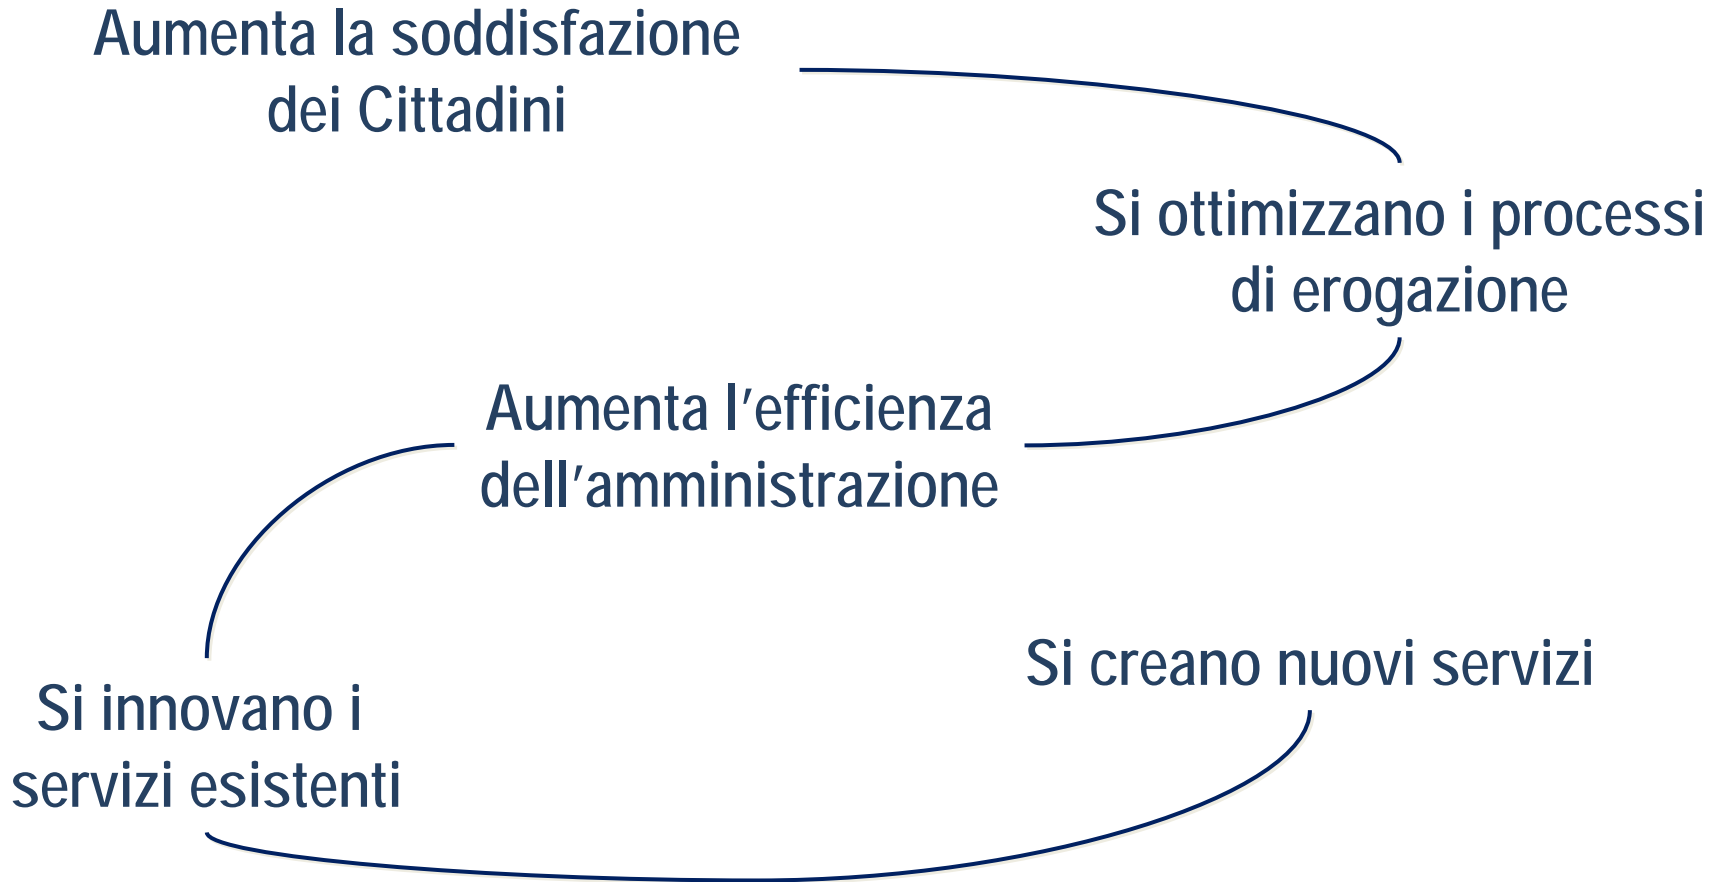 Aumenta la soddisfazione
dei Cittadini
Si ottimizzano i processi
di erogazione
Aumenta l'efficienza
dell'amministrazione
Si creano nuovi servizi
Si innovano i
servizi esistenti